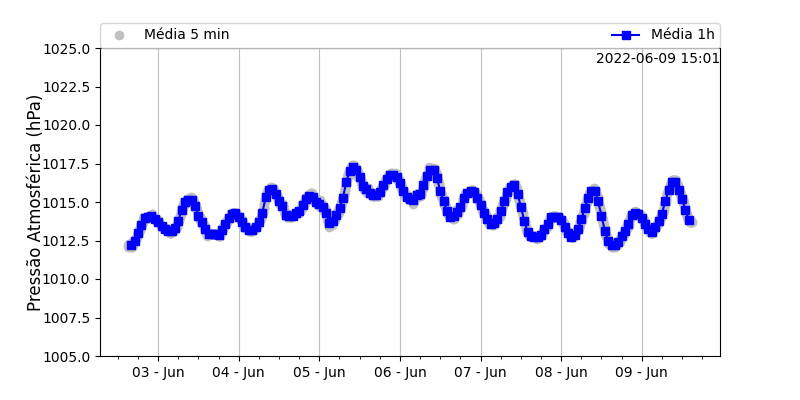 Média 5 min
Média 1h
2022-06-09 15:01
Pressão Atmosférica (hPa)
1025.0
1022.5
1020.0
1017.5
1015.0
1012.5
1010.0
1007.5
1005.0
03 - Jun
04 - Jun
05 - Jun
06 - Jun
07 - Jun
08 - Jun
09 - Jun